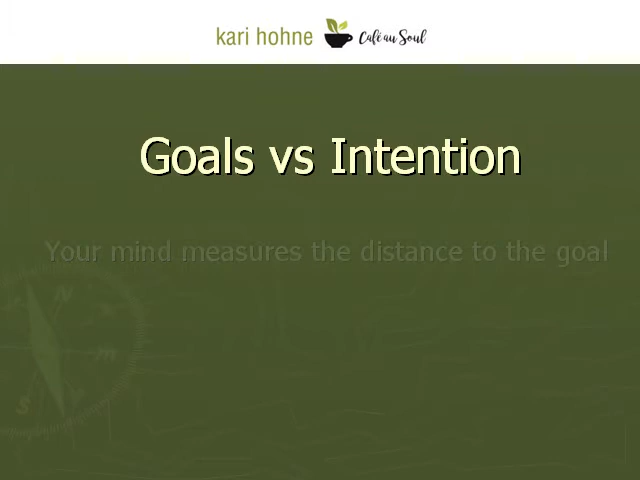 kari hohne Café au Soul
Goals vs Intention
Your mind measures the distance to the goal
N
S